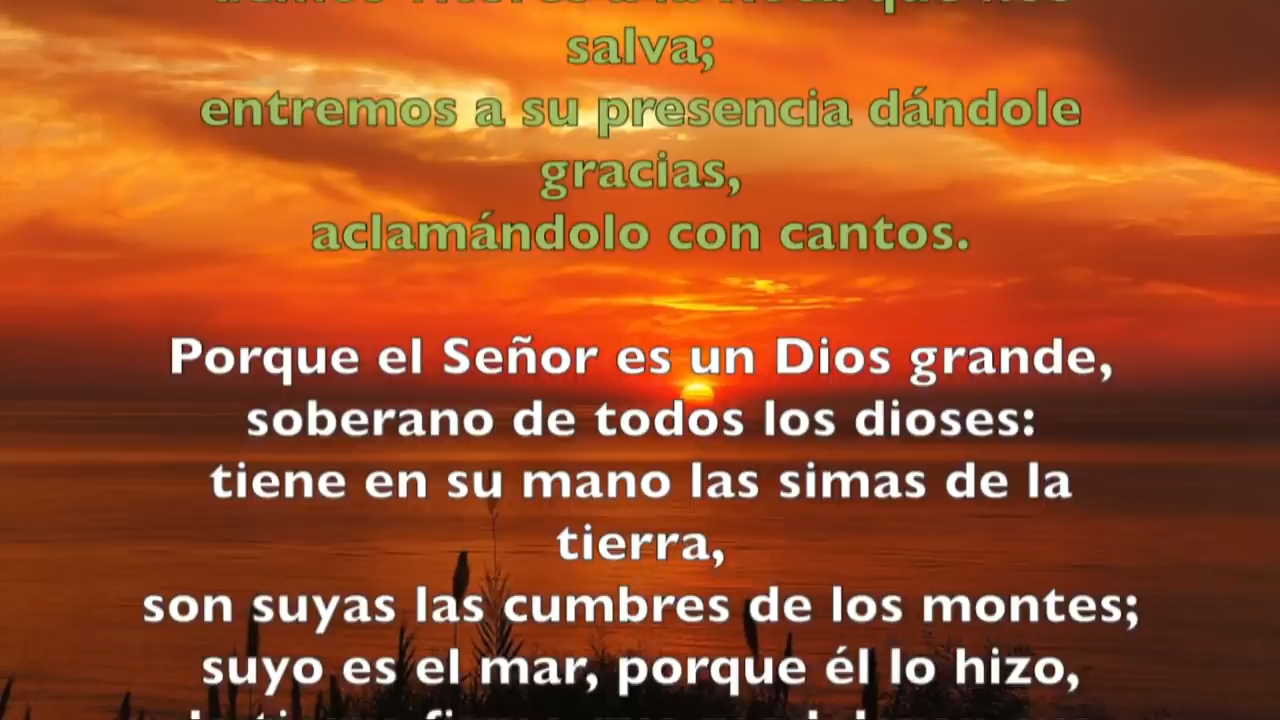 salva;
entremos a su presencia dándole
gracias,
aclamándolo con cantos.
Porque el Señor es un Dios grande,
soberano de todos los dioses:
tiene en su mano las simas de la
tierra,
son suyas las cumbres de los montes;
suyo es el mar, porque él lo hizo,